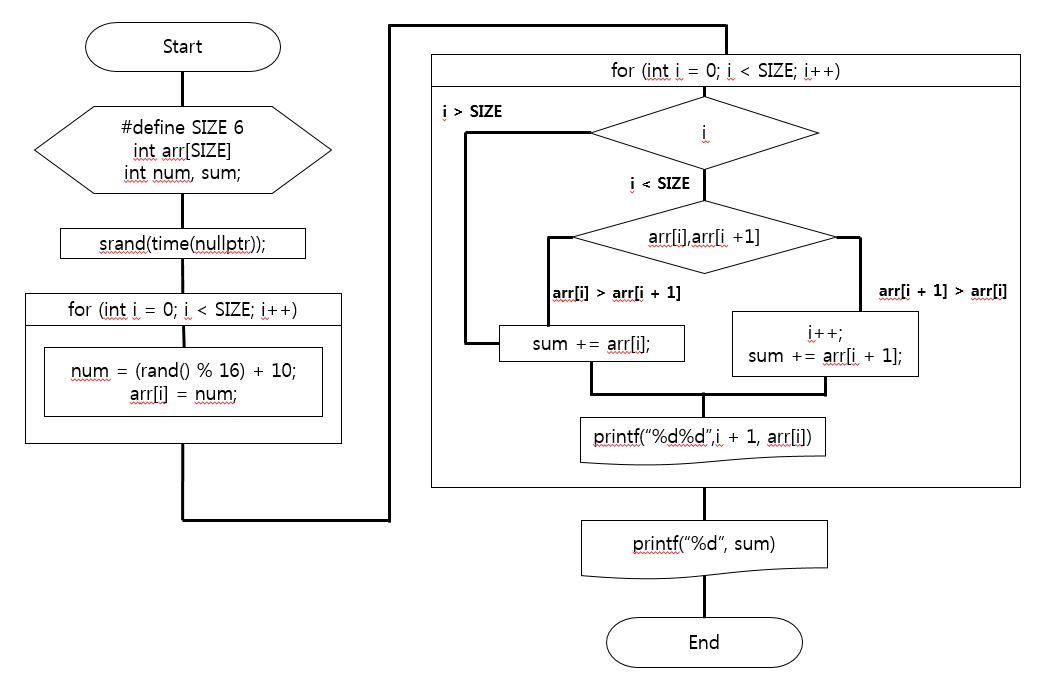 Start
#define SIZE 6
int arr[SIZE]
int num, sum;
srand(time(nullptr));
for (int i = 0; i < SIZE; i++)
num = (rand() % 16) + 10;
arr[i] = num;
for (int i = 0; i < SIZE; i++)
i > SIZE
i
i < SIZE
arr[i],arr[i +1]
arr[i] > arr[i + 1]
arr[i + 1] > arr[i]
sum += arr[i];
i++;
sum += arr[i + 1];
printf(“%d%d”,i + 1, arr[i])
printf(“%d”, sum)
End